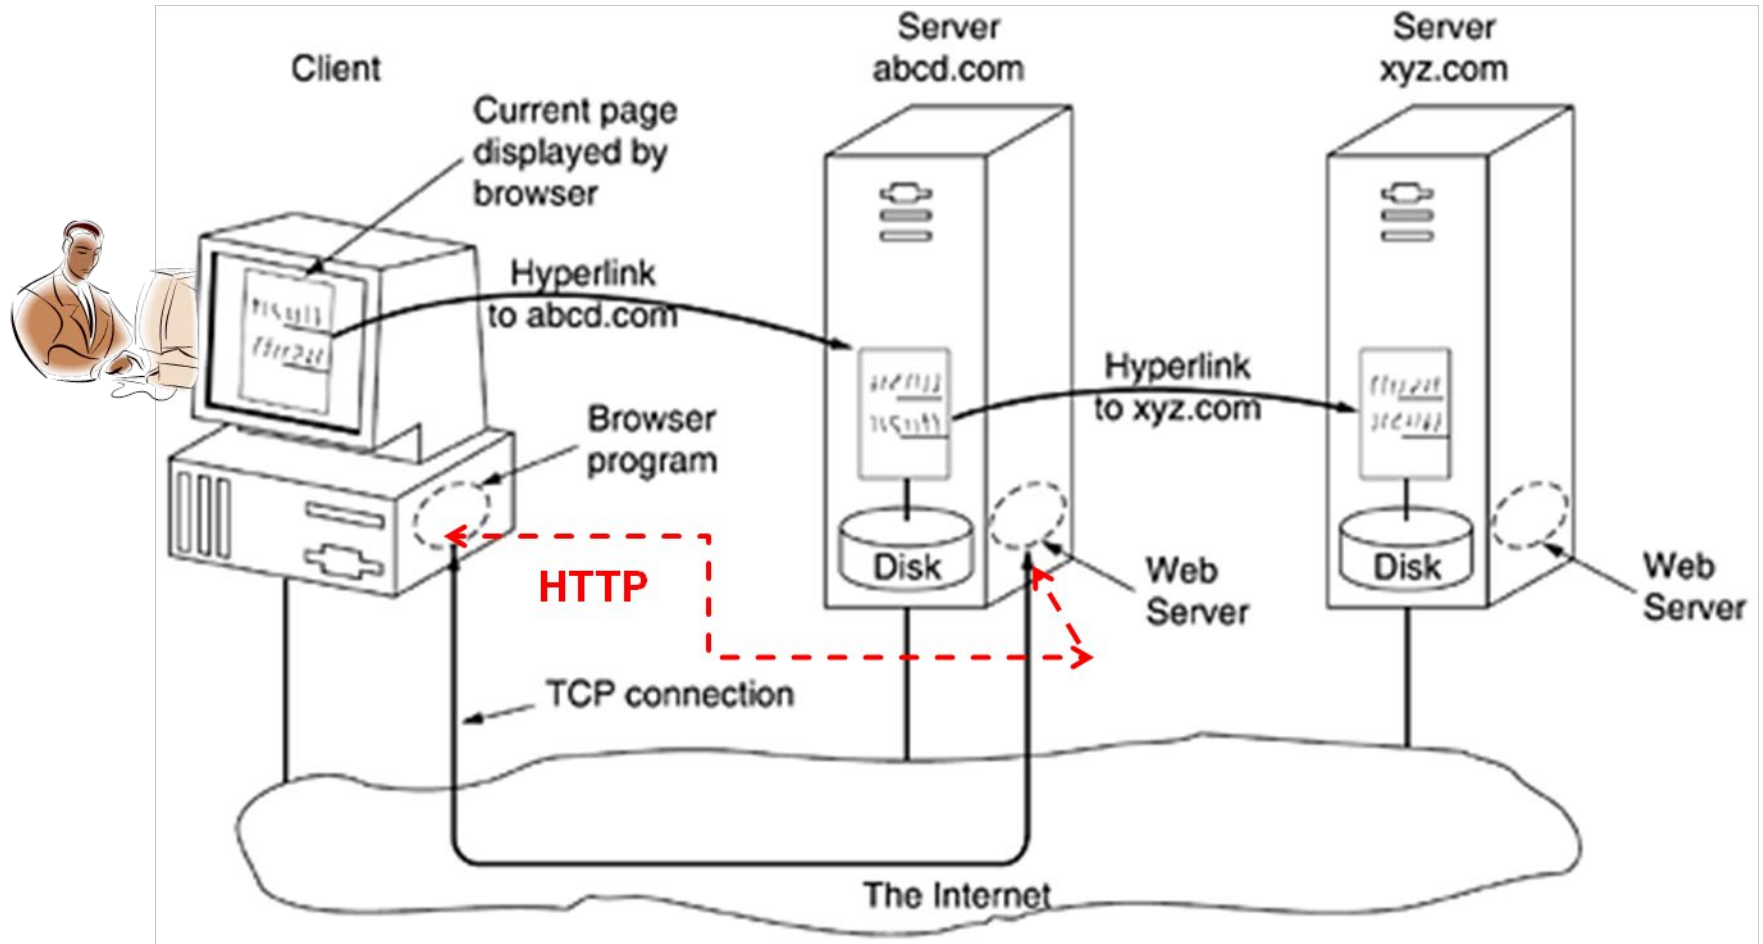 Client
Server
abcd.com
Server
xyz.com
Current page
displayed by
browser
Hyperlink
to abcd.com
Hyperlink
to xyz.com
Browser
program
Disk
Disk
HTTP
Web
Server
Web
Server
TCP connection
The Internet